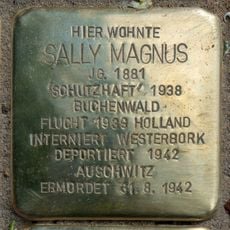 HIER WOHNTE
SALLY MAGNUS
JG. 1881
'SCHUTZHAFT' 1938
BUCHENWALD
FLUCHT 1939 HOLLAND
INTERNIERT WESTERBORK
DEPORTIERT 1942
AUSCHWITZ
ERMORDET 31.8.1942